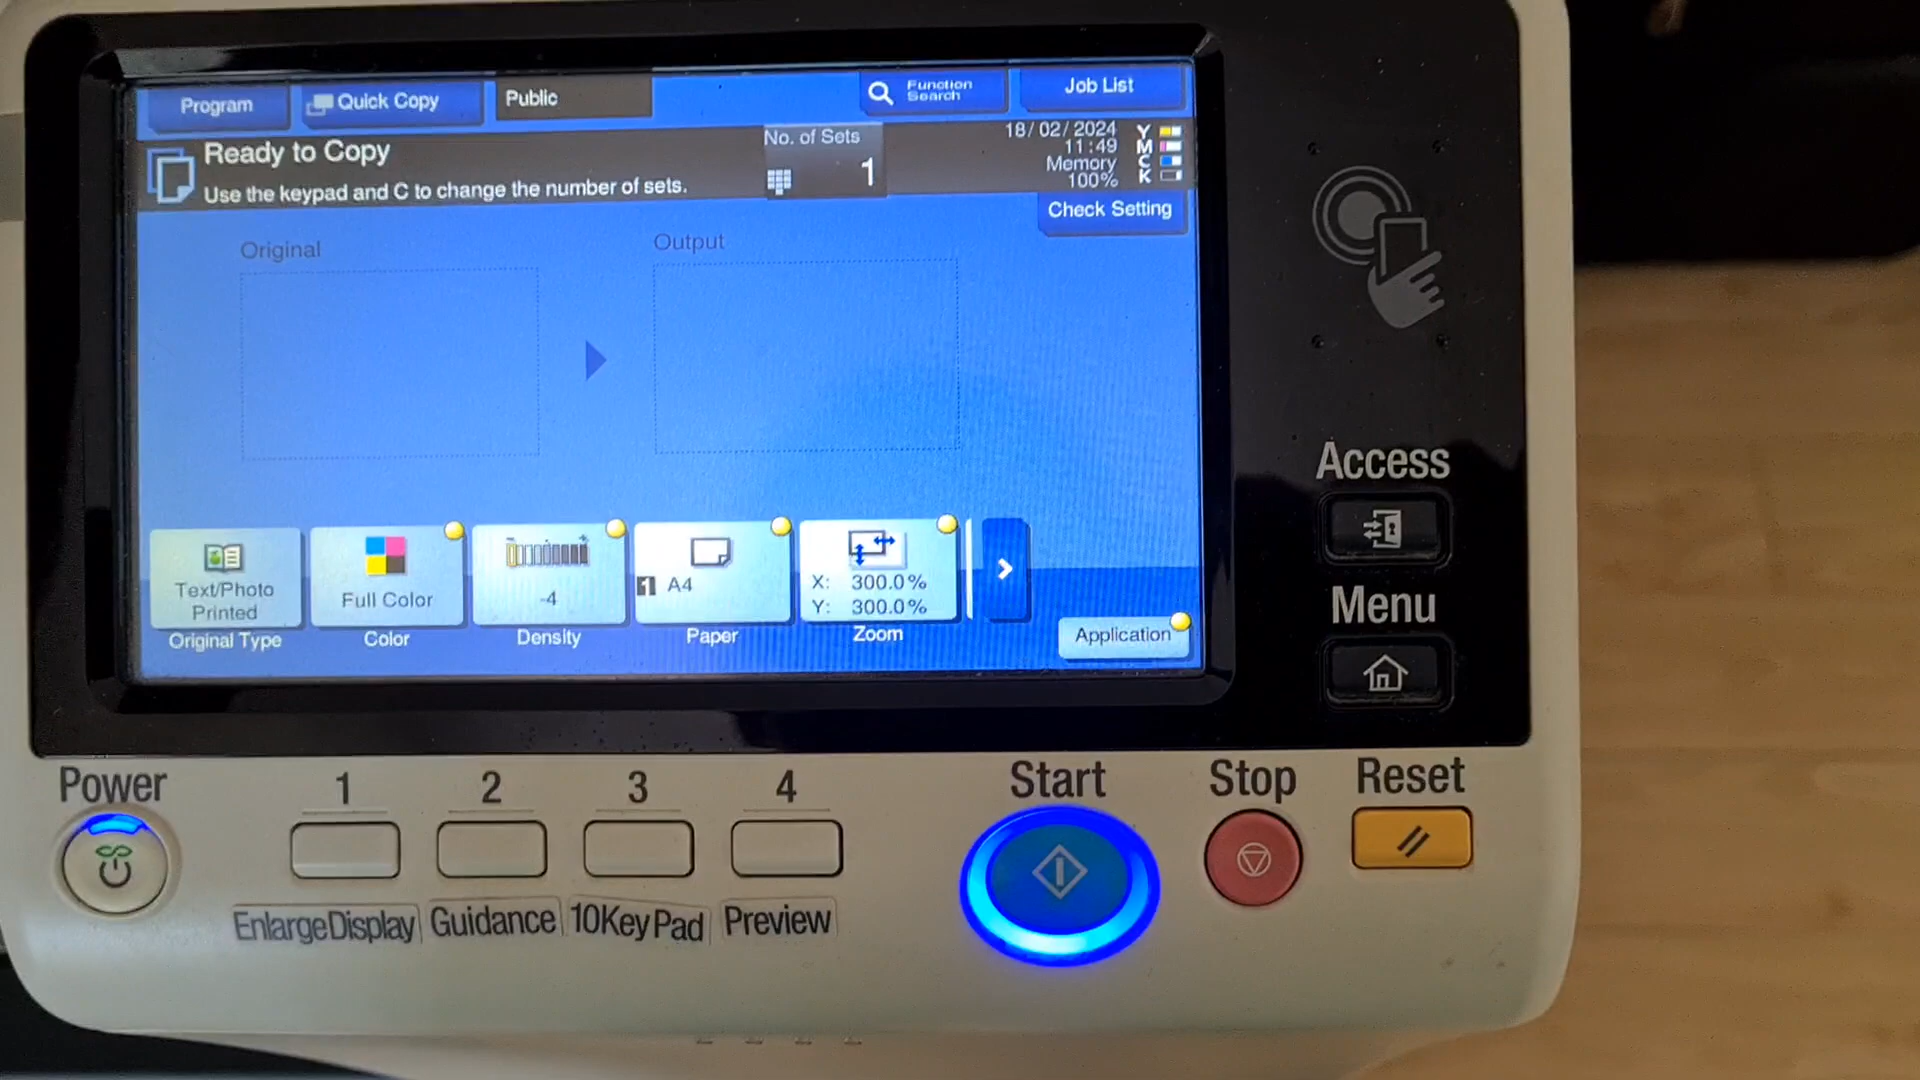 Program
Quick Copy
Public
Function Search
Job List
Ready to Copy
Use the keypad and C to change the number of sets.
No. of Sets
1
18/02/2024
11:49
Memory
100%
Y
M
C
K
Check Setting
Original
Output
Text/Photo
Printed
Original Type
Full Color
Color
-4
Density
1 A4
Paper
X: 300.0%
Y: 300.0%
Zoom
Application
Access
Menu
Power
1
2
3
4
Start
Stop
Reset
Enlarge Display
Guidance
10 Key Pad
Preview